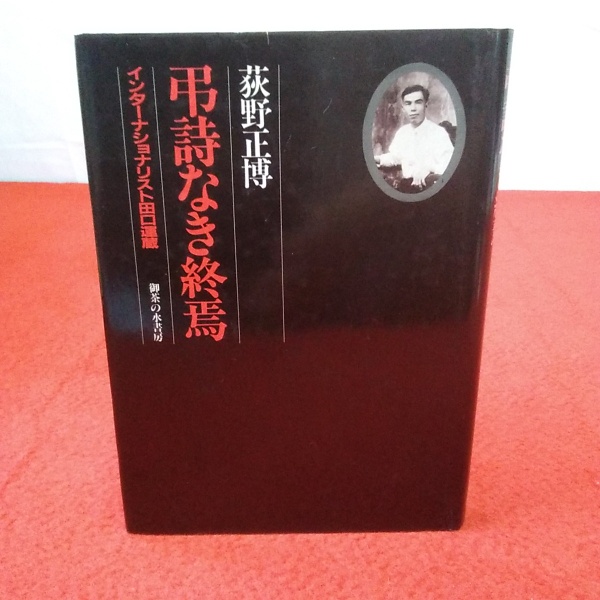 荻野正博
弔詩なき終焉
インターナショナリスト田口運蔵
御茶の水書房